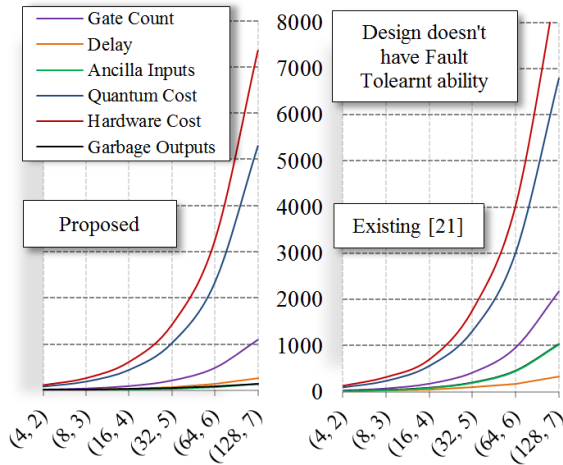 Gate Count
Delay
Ancilla Inputs
Quantum Cost
Hardware Cost
Garbage Outputs
Proposed
8000
7000
6000
5000
4000
3000
2000
1000
0
Design doesn't
have Fault
Tolearnt ability
Existing [21]
(4, 2)
(8, 3)
(16, 4)
(32, 5)
(64, 6)
(128, 7)
(4, 2)
(8, 3)
(16, 4)
(32, 5)
(64, 6)
(128, 7)